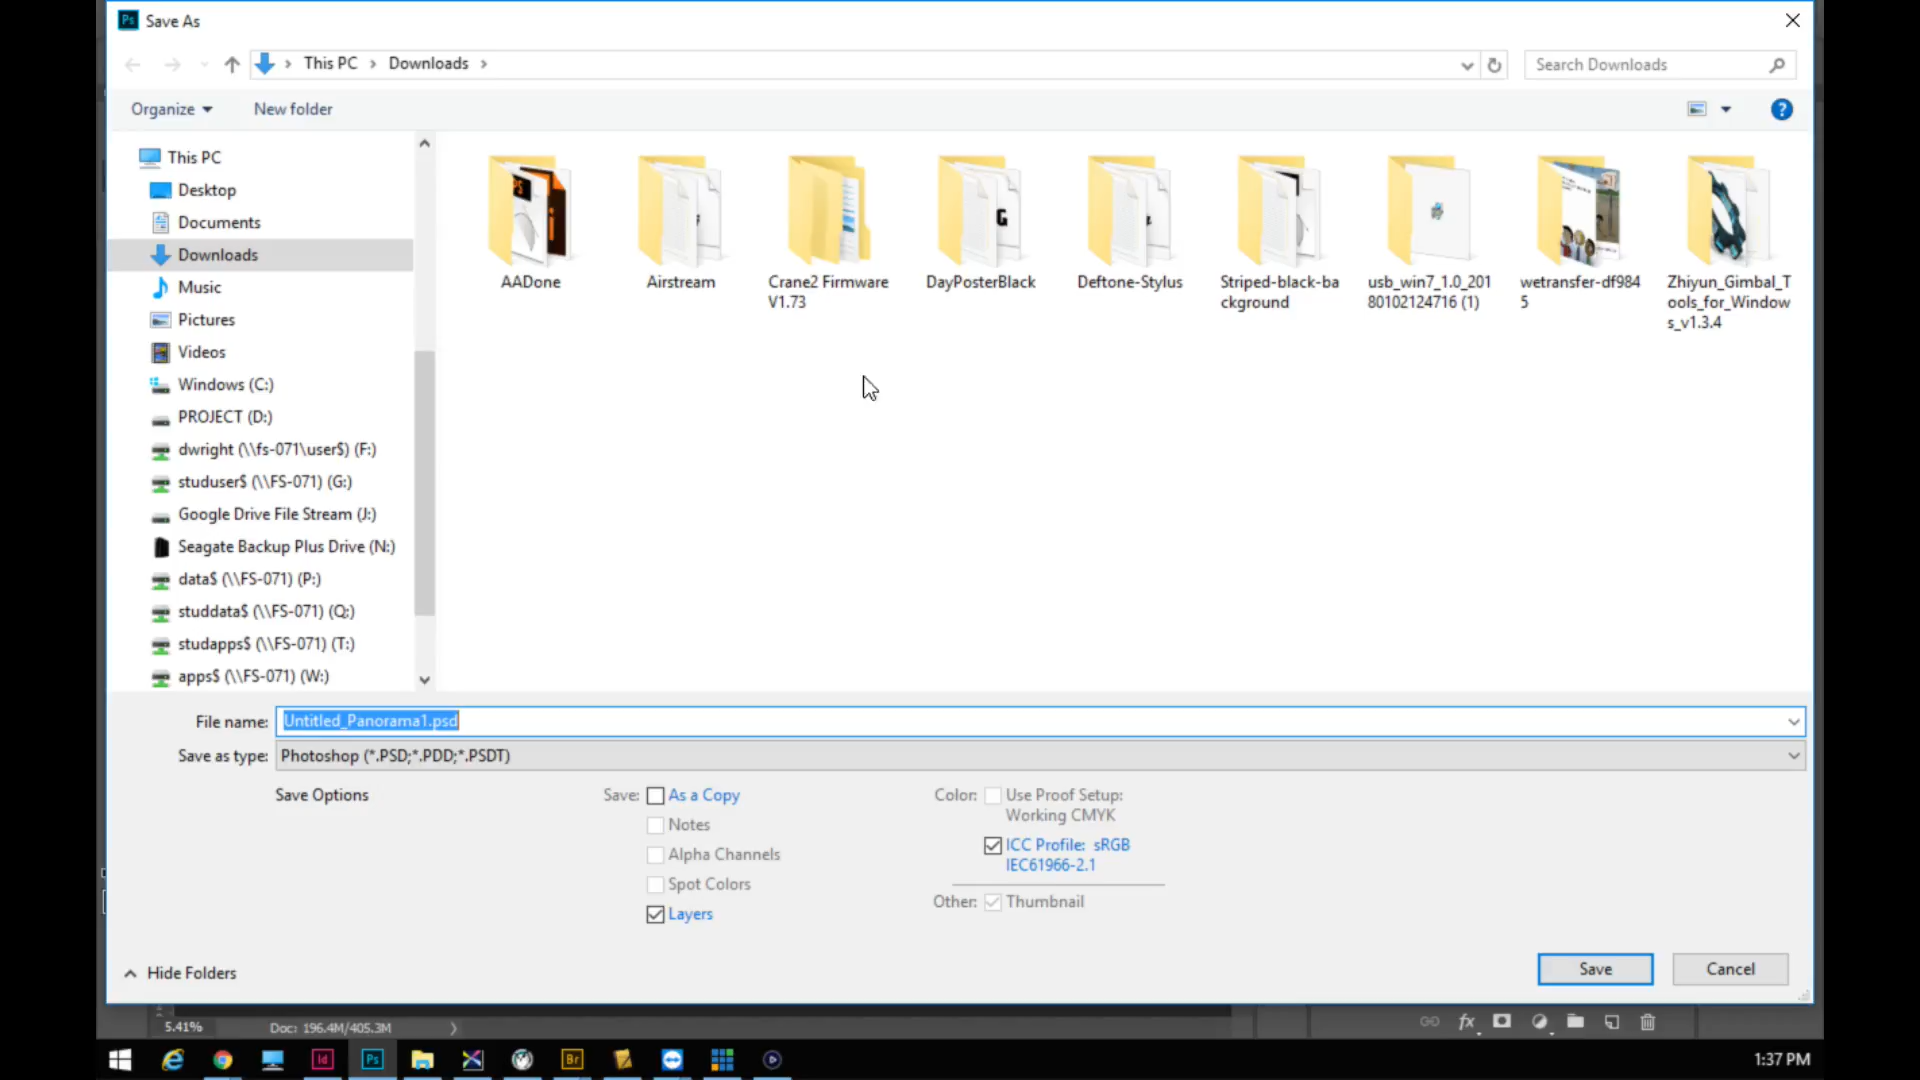 Ps Save As
This PC > Downloads >
Search Downloads
Organize
New folder
?
This PC
Desktop
Documents
Downloads
Music
Pictures
Videos
Windows (C:)
PROJECT (D:)
dwright (\\fs-071\user$) (F:)
studuser$ (\\FS-071) (G:)
Google Drive File Stream (J:)
Seagate Backup Plus Drive (N:)
data$ (\\FS-071) (P:)
studdata$ (\\FS-071) (Q:)
studapps$ (\\FS-071) (T:)
apps$ (\\FS-071) (W:)
AADone
Airstream
Crane2 Firmware
V1.73
DayPosterBlack
Deftone-Stylus
Striped-black-ba
ckground
usb_win7_1.0_201
80102124716 (1)
wetransfer-df984
5
Zhiyun_Gimbal_T
ools_for_Window
s_v1.3.4
File name: Untitled_Panorama1.psd
Save as type: Photoshop (*.PSD;*.PDD;*.PSDT)
Save Options
Save: As a Copy
Notes
Alpha Channels
Spot Colors
Layers
Color: Use Proof Setup:
Working CMYK
ICC Profile: sRGB
IEC61966-2.1
Other: Thumbnail
Hide Folders
Save
Cancel
5.41%
Doc: 196.4M/405.3M
fx
Id
Ps
Br
1:37 PM